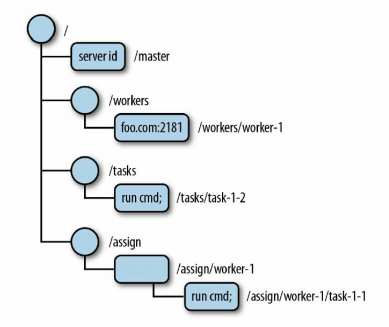 /
server id /master
/workers
foo.com:2181 /workers/worker-1
/tasks
run cmd; /tasks/task-1-2
/assign
/assign/worker-1
run cmd; /assign/worker-1/task-1-1